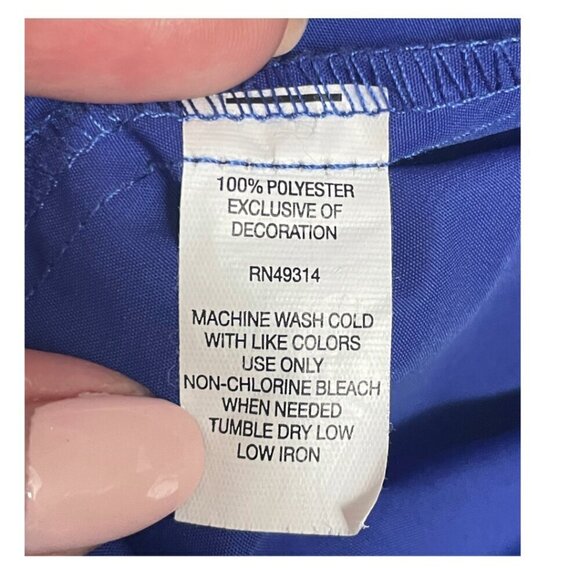 100% POLYESTER
EXCLUSIVE OF
DECORATION
RN49314
MACHINE WASH COLD
WITH LIKE COLORS
USE ONLY
NON-CHLORINE BLEACH
WHEN NEEDED
TUMBLE DRY LOW
LOW IRON